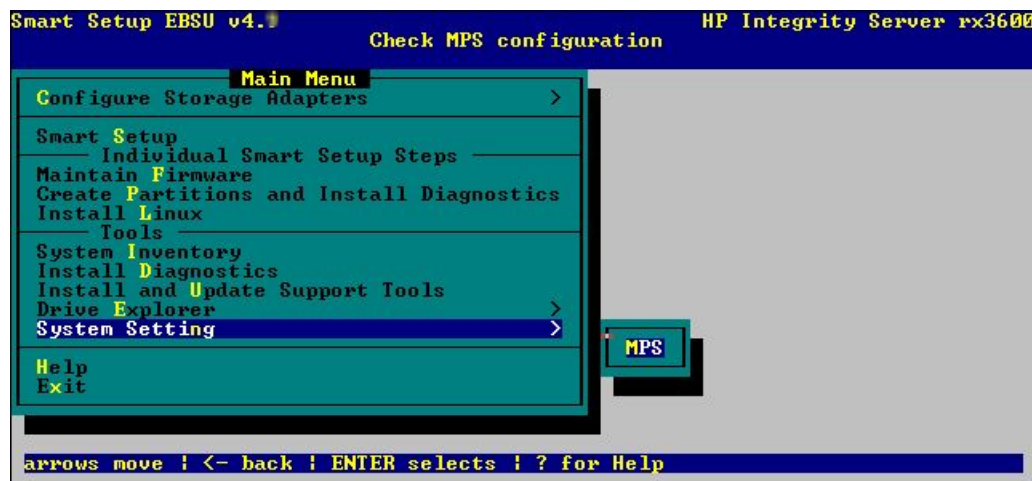 Smart Setup EBSU v4.
HP Integrity Server rx3600
Check MPS configuration
Main Menu
Configure Storage Adapters >
Smart Setup
Individual Smart Setup Steps
Maintain Firmware
Create Partitions and Install Diagnostics
Install Linux
Tools
System Inventory
Install Diagnostics
Install and Update Support Tools
Drive Explorer >
System Setting >
MPS
Help
Exit
arrows move ¦ <- back ¦ ENTER selects ¦ ? for Help